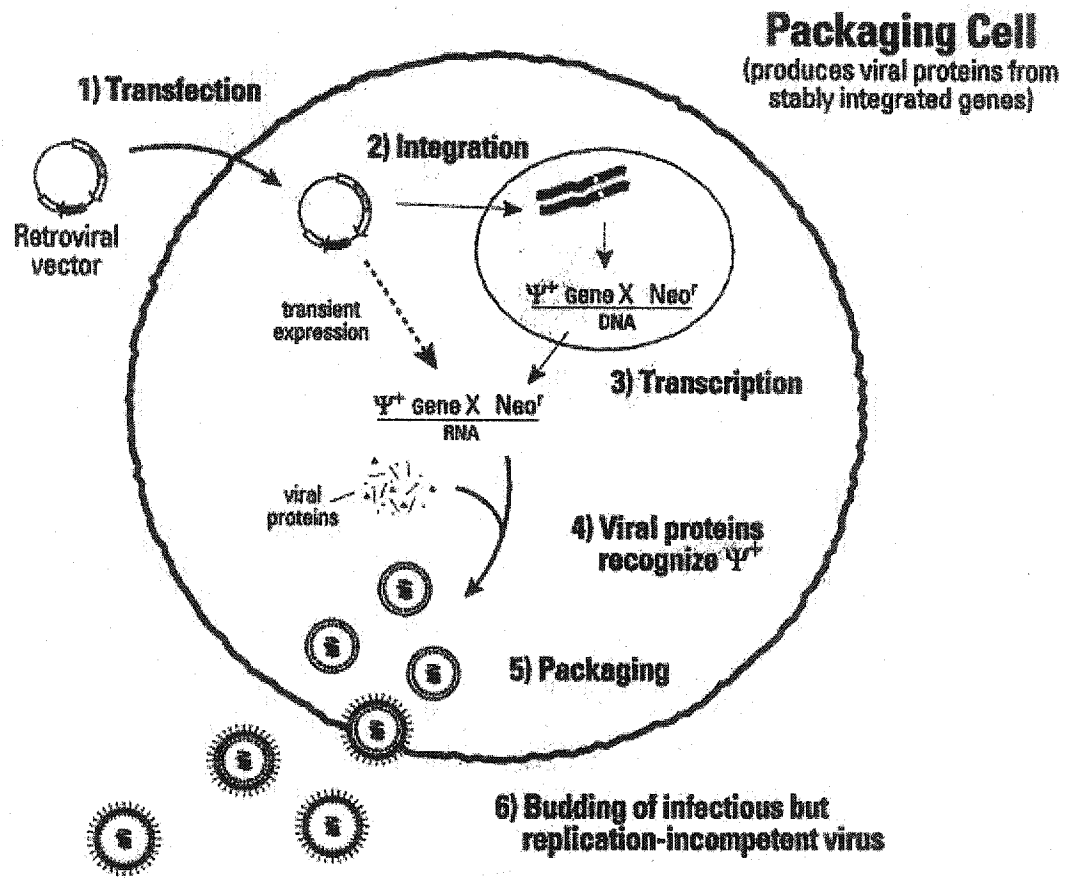 Packaging Cell
(produces viral proteins from
stably integrated genes)
1) Transfection
2) Integration
Retroviral
vector
transient
expression
Ψ⁺ Gene X Neoʳ
DNA
3) Transcription
Ψ⁺ Gene X Neoʳ
RNA
viral
proteins
4) Viral proteins
recognize Ψ⁺
5) Packaging
6) Budding of infectious but
replication-incompetent virus